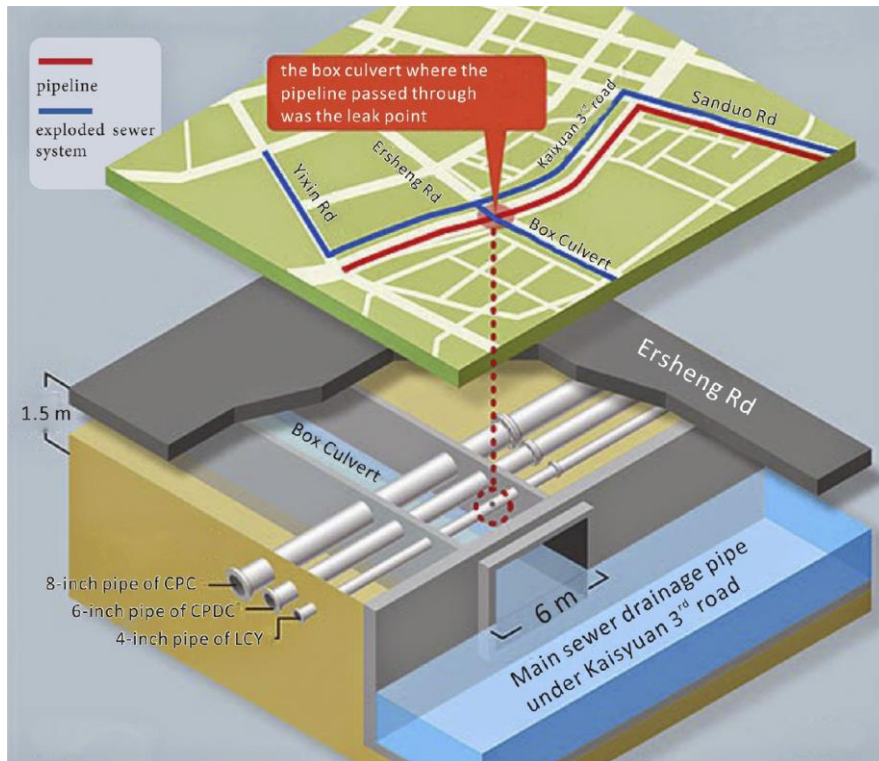 pipeline
exploded sewer
system
the box culvert where the
pipeline passed through
was the leak point
Kaixuan 3rd road
Sanduo Rd
Ersheng Rd
Yixin Rd
Box Culvert
1.5 m
Ersheng Rd
Box Culvert
8-inch pipe of CPC
6-inch pipe of CPDC
4-inch pipe of LCY
6 m
Main sewer drainage pipe
under Kaisyuan 3rd road